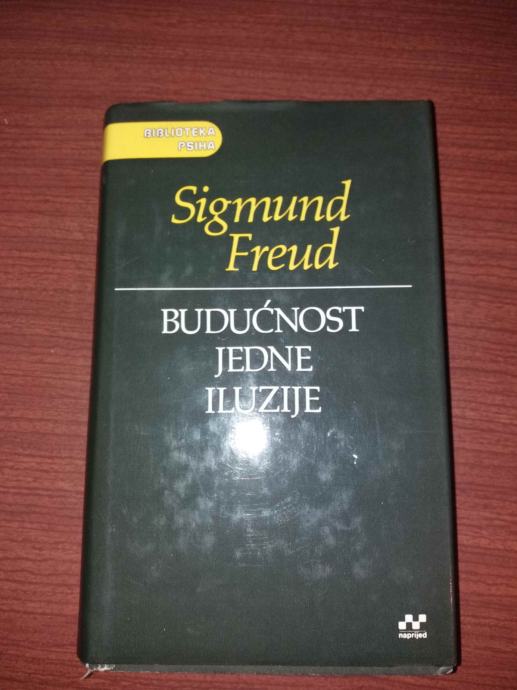 BIBLIOTEKA
PSIHA
Sigmund
Freud
BUDUĆNOST
JEDNE
ILUZIJE
naprijed